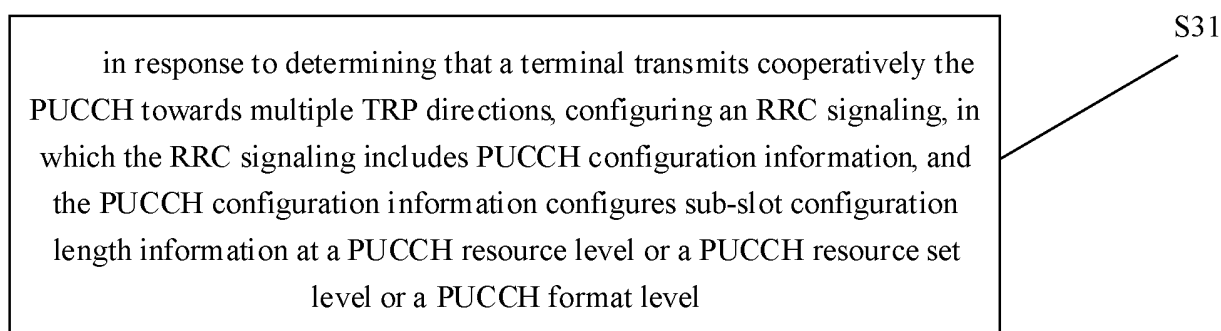 S31
in response to determining that a terminal transmits cooperatively the
PUCCH towards multiple TRP directions, configuring an RRC signaling, in
which the RRC signaling includes PUCCH configuration information, and
the PUCCH configuration information configures sub-slot configuration
length information at a PUCCH resource level or a PUCCH resource set
level or a PUCCH format level